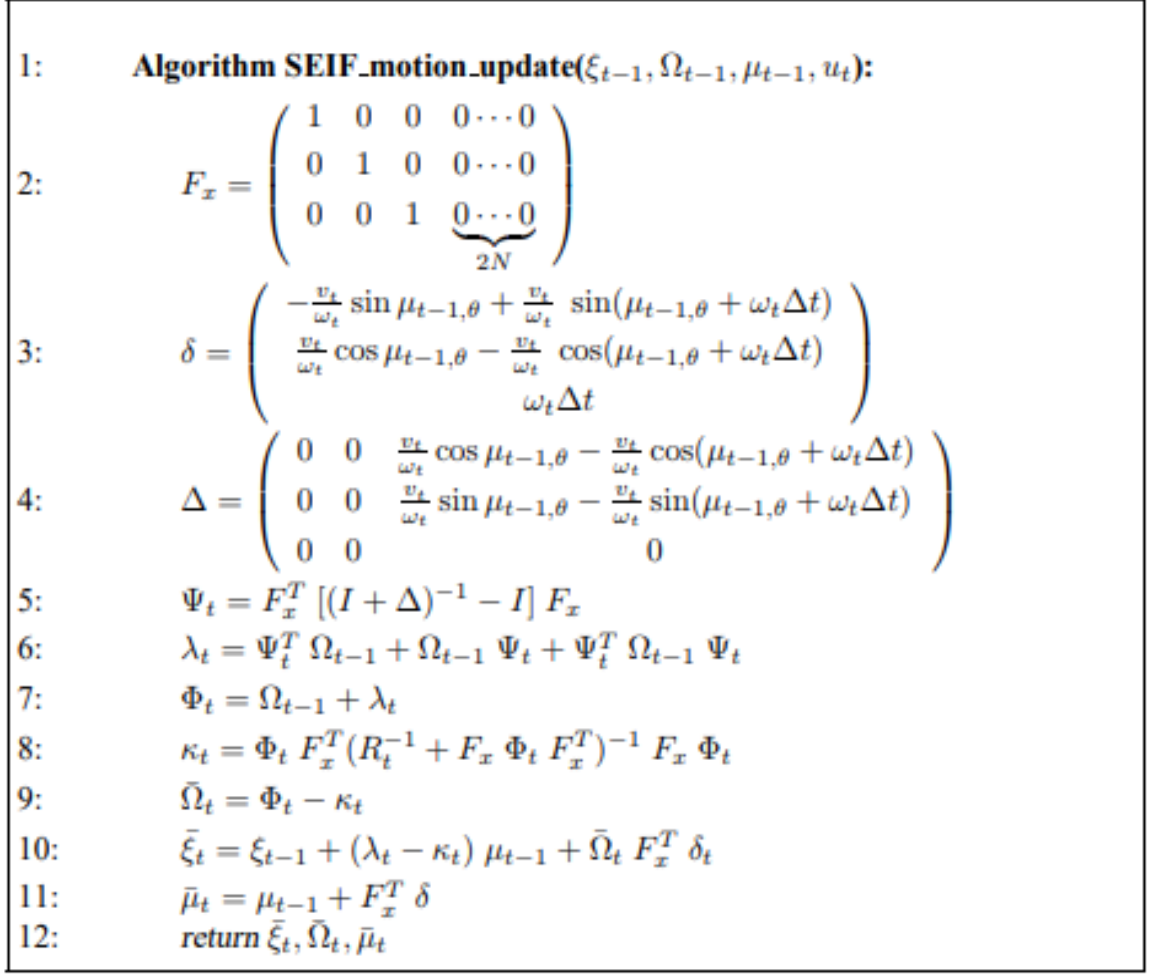 1: Algorithm SEIF_motion_update(ξ_{t−1}, Ω_{t−1}, μ_{t−1}, u_t):
2: F_x = ( 1 0 0 0···0
0 1 0 0···0
0 0 1 0···0 )
2N
3: δ = ( −v_t/ω_t sin μ_{t−1,θ} + v_t/ω_t sin(μ_{t−1,θ} + ω_tΔt)
v_t/ω_t cos μ_{t−1,θ} − v_t/ω_t cos(μ_{t−1,θ} + ω_tΔt)
ω_tΔt )
4: Δ = ( 0 0 v_t/ω_t cos μ_{t−1,θ} − v_t/ω_t cos(μ_{t−1,θ} + ω_tΔt)
0 0 v_t/ω_t sin μ_{t−1,θ} − v_t/ω_t sin(μ_{t−1,θ} + ω_tΔt)
0 0 0 )
5: Ψ_t = F_x^T [(I + Δ)^{−1} − I] F_x
6: λ_t = Ψ_t^T Ω_{t−1} + Ω_{t−1} Ψ_t + Ψ_t^T Ω_{t−1} Ψ_t
7: Φ_t = Ω_{t−1} + λ_t
8: κ_t = Φ_t F_x^T(R_t^{−1} + F_x Φ_t F_x^T)^{−1} F_x Φ_t
9: Ω̄_t = Φ_t − κ_t
10: ξ̄_t = ξ_{t−1} + (λ_t − κ_t) μ_{t−1} + Ω̄_t F_x^T δ_t
11: μ̄_t = μ_{t−1} + F_x^T δ
12: return ξ̄_t, Ω̄_t, μ̄_t